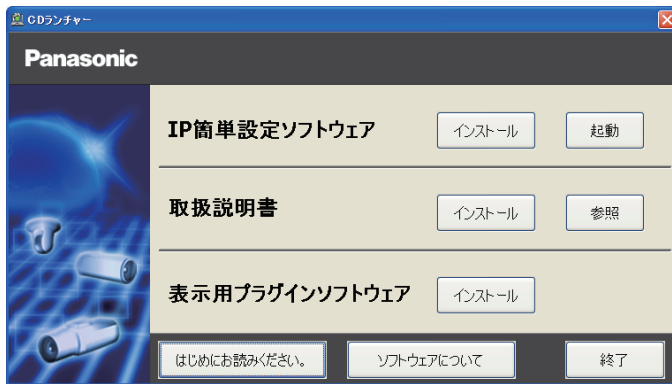 CDランチャー
Panasonic
IP簡単設定ソフトウェア インストール 起動
取扱説明書 インストール 参照
表示用プラグインソフトウェア インストール
はじめにお読みください。 ソフトウェアについて 終了